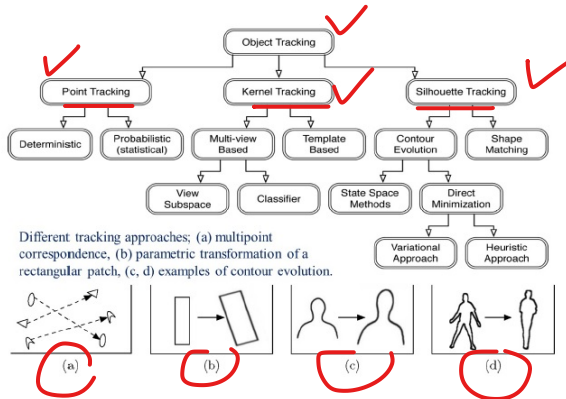 Object Tracking
Point Tracking
Kernel Tracking
Silhouette Tracking
Deterministic
Probabilistic
(statistical)
Multi-view
Based
Template
Based
Contour
Evolution
Shape
Matching
View
Subspace
Classifier
State Space
Methods
Direct
Minimization
Variational
Approach
Heuristic
Approach
Different tracking approaches; (a) multipoint
correspondence, (b) parametric transformation of a
rectangular patch, (c, d) examples of contour evolution.
(a)
(b)
(c)
(d)